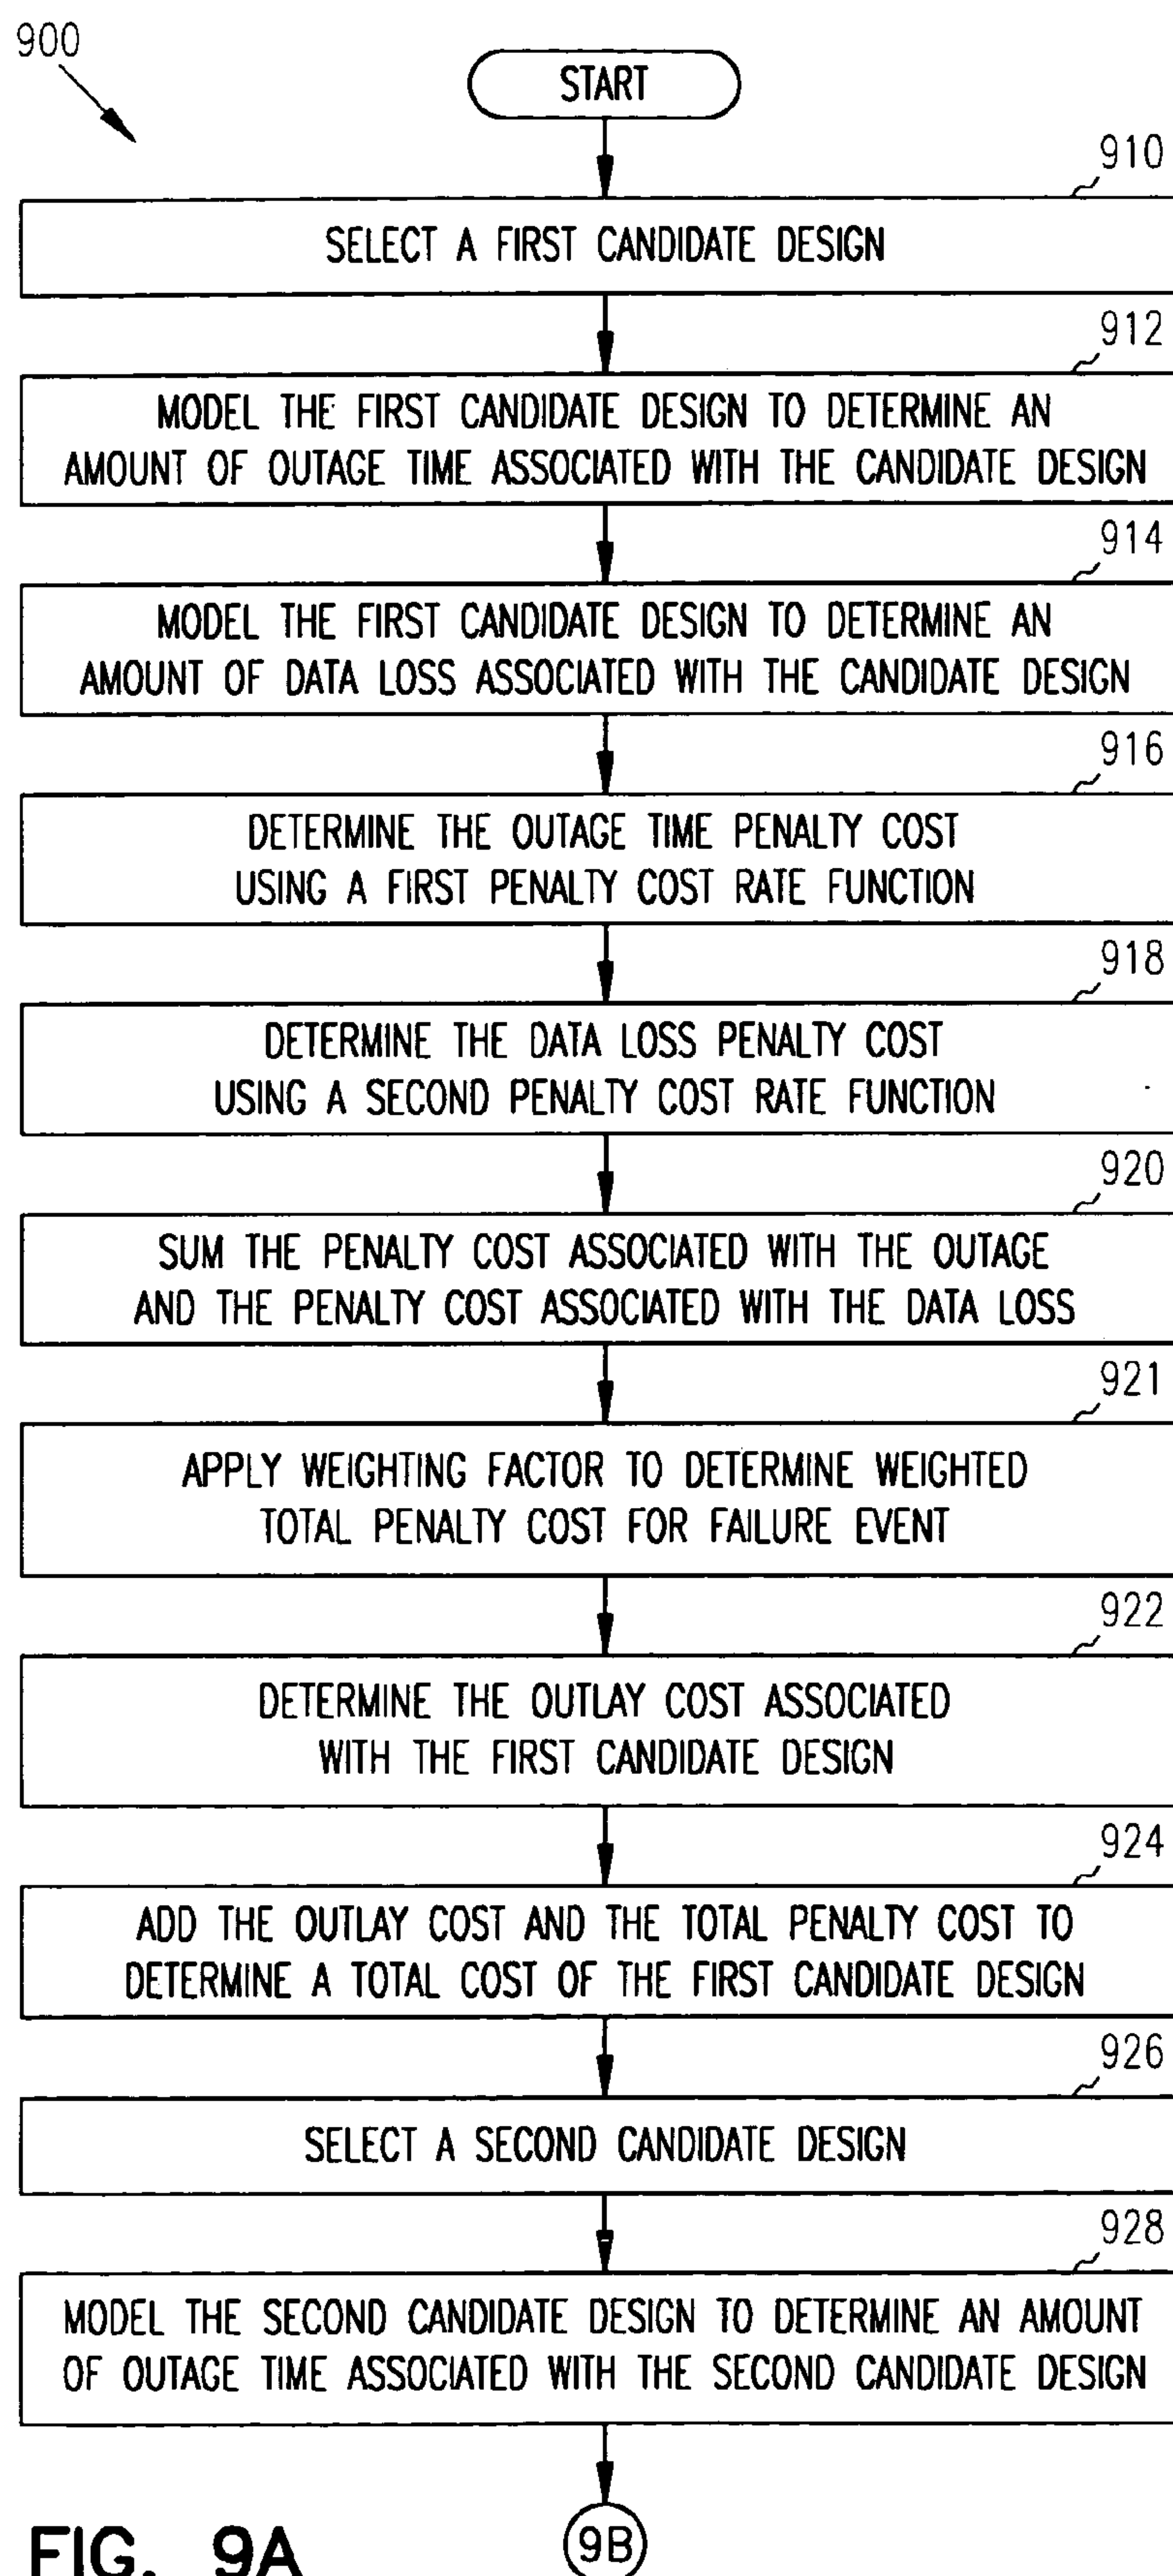 900
START
910
SELECT A FIRST CANDIDATE DESIGN
912
MODEL THE FIRST CANDIDATE DESIGN TO DETERMINE AN
AMOUNT OF OUTAGE TIME ASSOCIATED WITH THE CANDIDATE DESIGN
914
MODEL THE FIRST CANDIDATE DESIGN TO DETERMINE AN
AMOUNT OF DATA LOSS ASSOCIATED WITH THE CANDIDATE DESIGN
916
DETERMINE THE OUTAGE TIME PENALTY COST
USING A FIRST PENALTY COST RATE FUNCTION
918
DETERMINE THE DATA LOSS PENALTY COST
USING A SECOND PENALTY COST RATE FUNCTION
920
SUM THE PENALTY COST ASSOCIATED WITH THE OUTAGE
AND THE PENALTY COST ASSOCIATED WITH THE DATA LOSS
921
APPLY WEIGHTING FACTOR TO DETERMINE WEIGHTED
TOTAL PENALTY COST FOR FAILURE EVENT
922
DETERMINE THE OUTLAY COST ASSOCIATED
WITH THE FIRST CANDIDATE DESIGN
924
ADD THE OUTLAY COST AND THE TOTAL PENALTY COST TO
DETERMINE A TOTAL COST OF THE FIRST CANDIDATE DESIGN
926
SELECT A SECOND CANDIDATE DESIGN
928
MODEL THE SECOND CANDIDATE DESIGN TO DETERMINE AN AMOUNT
OF OUTAGE TIME ASSOCIATED WITH THE SECOND CANDIDATE DESIGN
9B
FIG. 9A